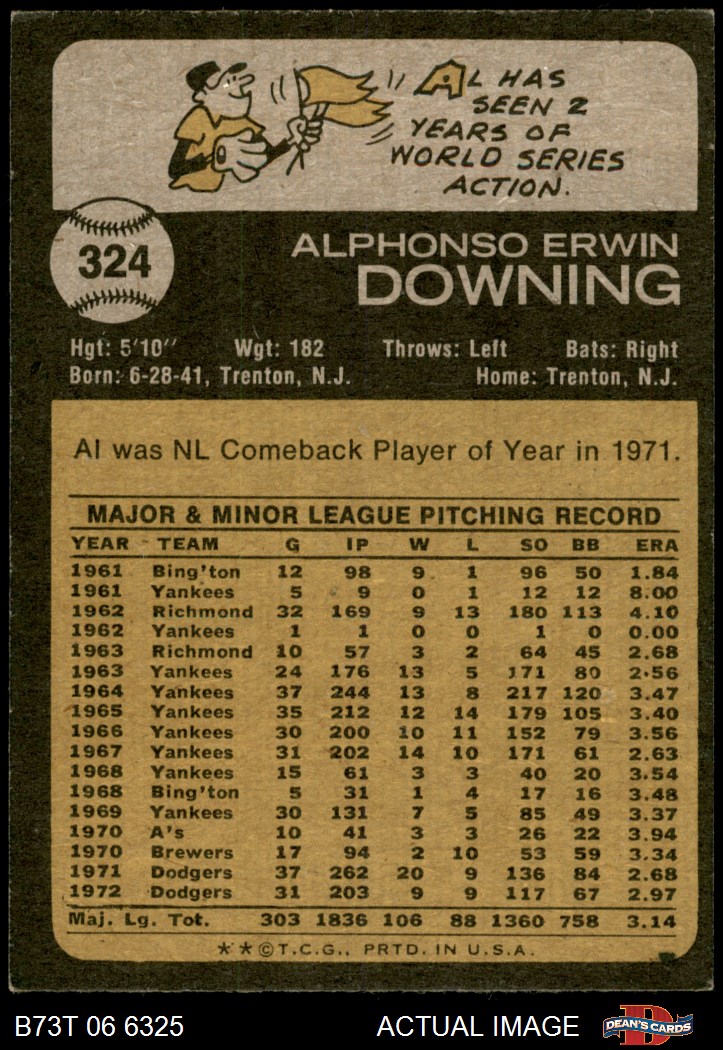 AL HAS
SEEN 2
YEARS OF
WORLD SERIES
ACTION.
324
ALPHONSO ERWIN
DOWNING
Hgt: 5'10" Wgt: 182 Throws: Left Bats: Right
Born: 6-28-41, Trenton, N.J. Home: Trenton, N.J.
Al was NL Comeback Player of Year in 1971.
MAJOR & MINOR LEAGUE PITCHING RECORD
YEAR TEAM G IP W L SO BB ERA
1961 Bing'ton 12 98 9 1 96 50 1.84
1961 Yankees 5 9 0 1 12 12 8.00
1962 Richmond 32 169 9 13 180 113 4.10
1962 Yankees 1 1 0 0 1 0 0.00
1963 Richmond 10 57 3 2 64 45 2.68
1963 Yankees 24 176 13 5 171 80 2.56
1964 Yankees 37 244 13 8 217 120 3.47
1965 Yankees 35 212 12 14 179 105 3.40
1966 Yankees 30 200 10 11 152 79 3.56
1967 Yankees 31 202 14 10 171 61 2.63
1968 Yankees 15 61 3 3 40 20 3.54
1968 Bing'ton 5 31 1 4 17 16 3.48
1969 Yankees 30 131 7 5 85 49 3.37
1970 A's 10 41 3 3 26 22 3.94
1970 Brewers 17 94 2 10 53 59 3.34
1971 Dodgers 37 262 20 9 136 84 2.68
1972 Dodgers 31 203 9 9 117 67 2.97
Maj. Lg. Tot. 303 1836 106 88 1360 758 3.14
**©T.C.G., PRTD. IN U.S.A.
B73T 06 6325 ACTUAL IMAGE D DEAN'S CARDS